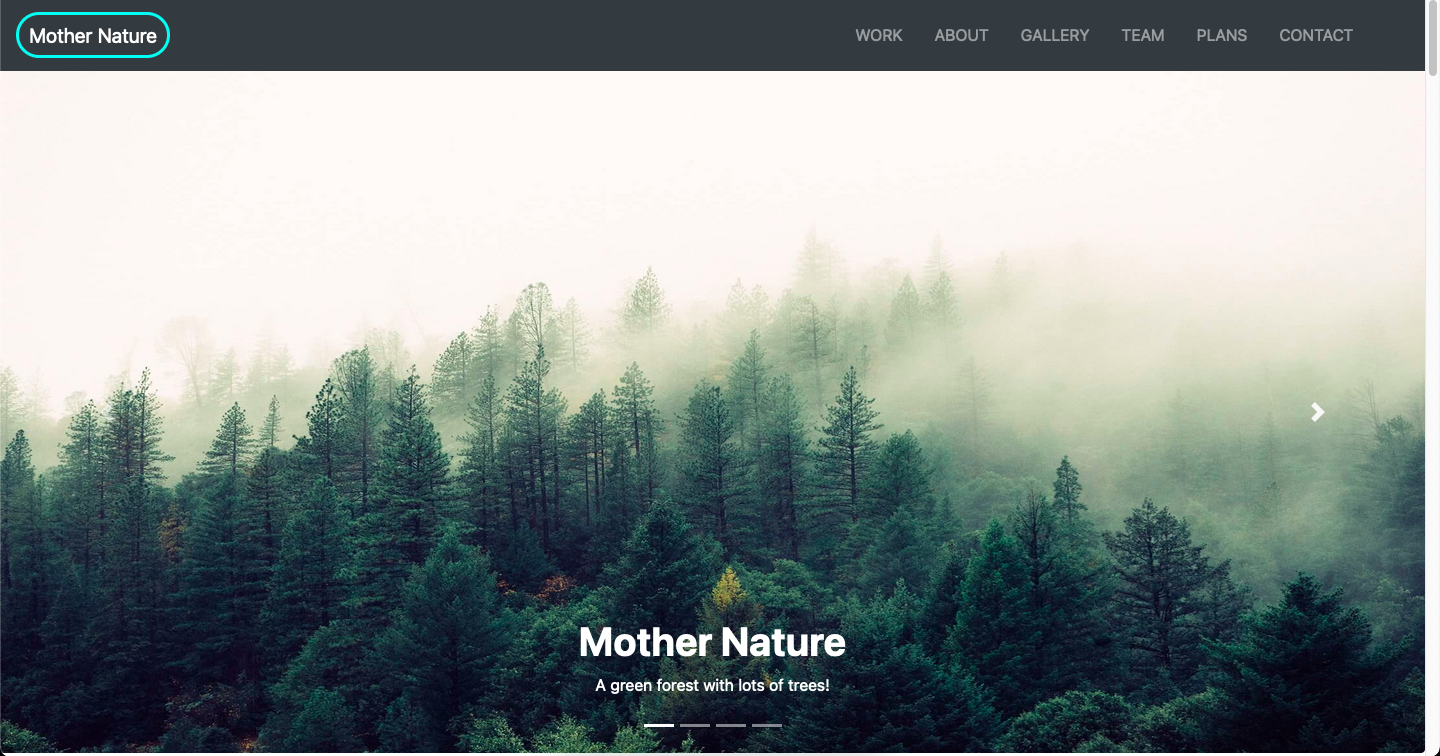 Mother Nature
WORK ABOUT GALLERY TEAM PLANS CONTACT
Mother Nature
A green forest with lots of trees!